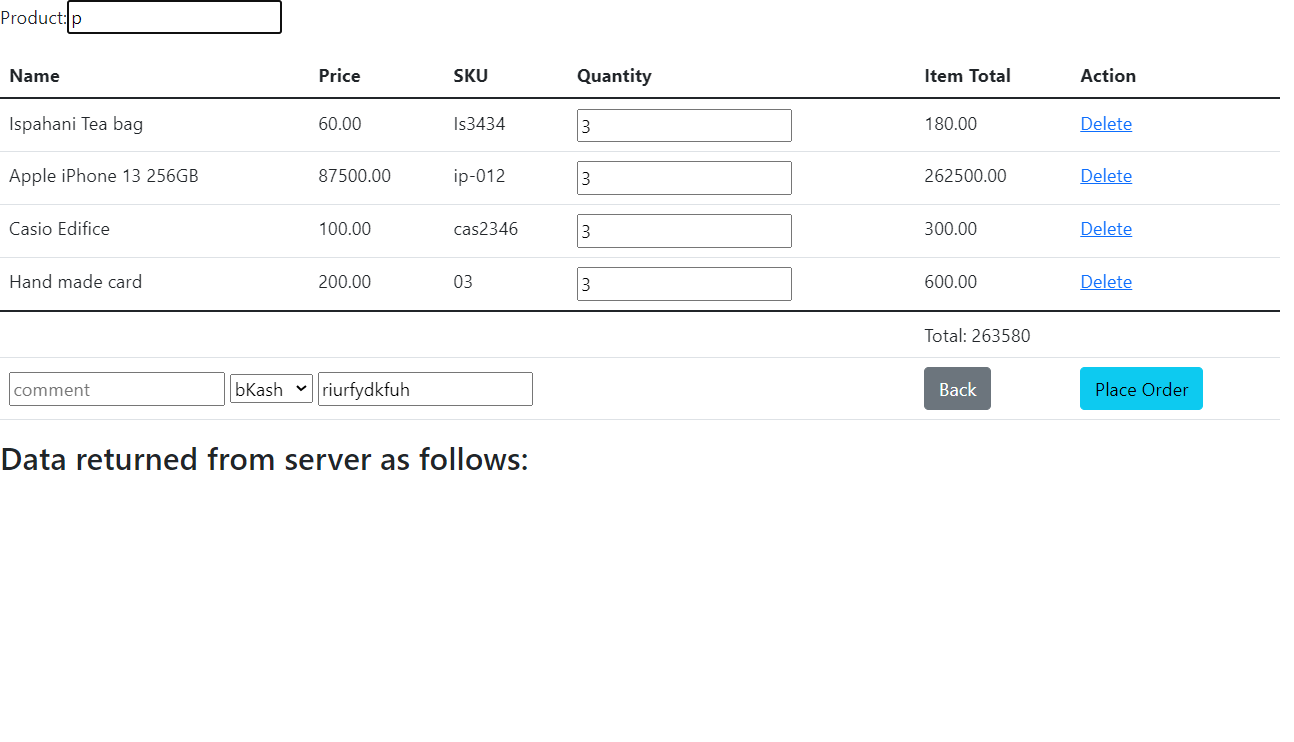 Product: p
Name Price SKU Quantity Item Total Action
Ispahani Tea bag 60.00 Is3434 3 180.00 Delete
Apple iPhone 13 256GB 87500.00 ip-012 3 262500.00 Delete
Casio Edifice 100.00 cas2346 3 300.00 Delete
Hand made card 200.00 03 3 600.00 Delete
Total: 263580
comment bKash riurfydkfuh Back Place Order
Data returned from server as follows: